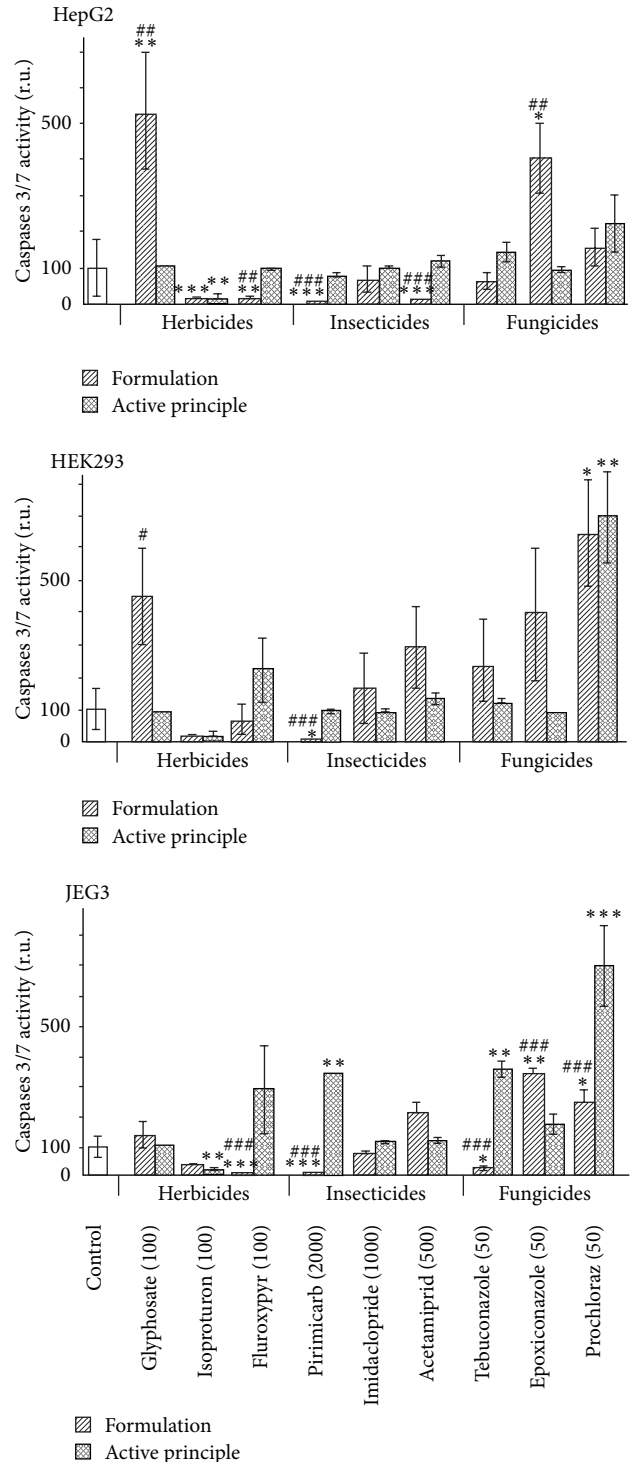 HepG2
Caspases 3/7 activity (r.u.)
500
100
0
##
**
***
**
##
**
###
***
###
***
##
*
Herbicides
Insecticides
Fungicides
Formulation
Active principle
HEK293
Caspases 3/7 activity (r.u.)
500
100
0
#
###
*
*
**
Herbicides
Insecticides
Fungicides
Formulation
Active principle
JEG3
Caspases 3/7 activity (r.u.)
500
100
0
**
###
***
###
***
**
###
*
**
###
**
###
*
***
Herbicides
Insecticides
Fungicides
Control
Glyphosate (100)
Isoproturon (100)
Fluroxypyr (100)
Pirimicarb (2000)
Imidaclopride (1000)
Acetamiprid (500)
Tebuconazole (50)
Epoxiconazole (50)
Prochloraz (50)
Formulation
Active principle